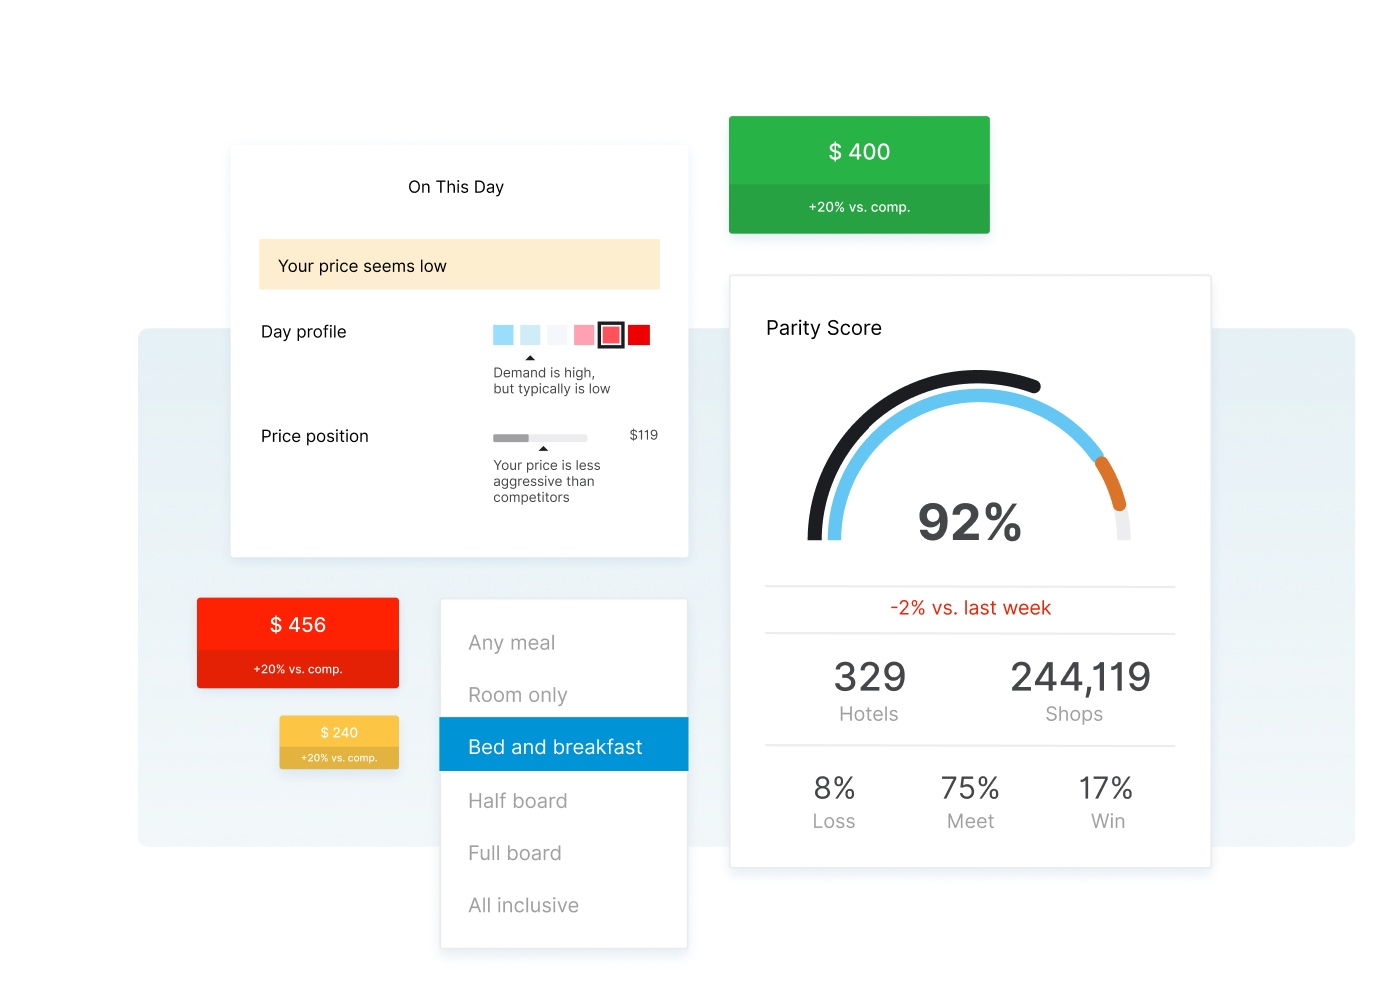 $ 400
+20% vs. comp.
On This Day
Your price seems low
Day profile
Demand is high,
but typically is low
Price position
$119
Your price is less
aggressive than
competitors
Parity Score
92%
-2% vs. last week
329
Hotels
244,119
Shops
8%
Loss
75%
Meet
17%
Win
$ 456
+20% vs. comp.
$ 240
+20% vs. comp.
Any meal
Room only
Bed and breakfast
Half board
Full board
All inclusive